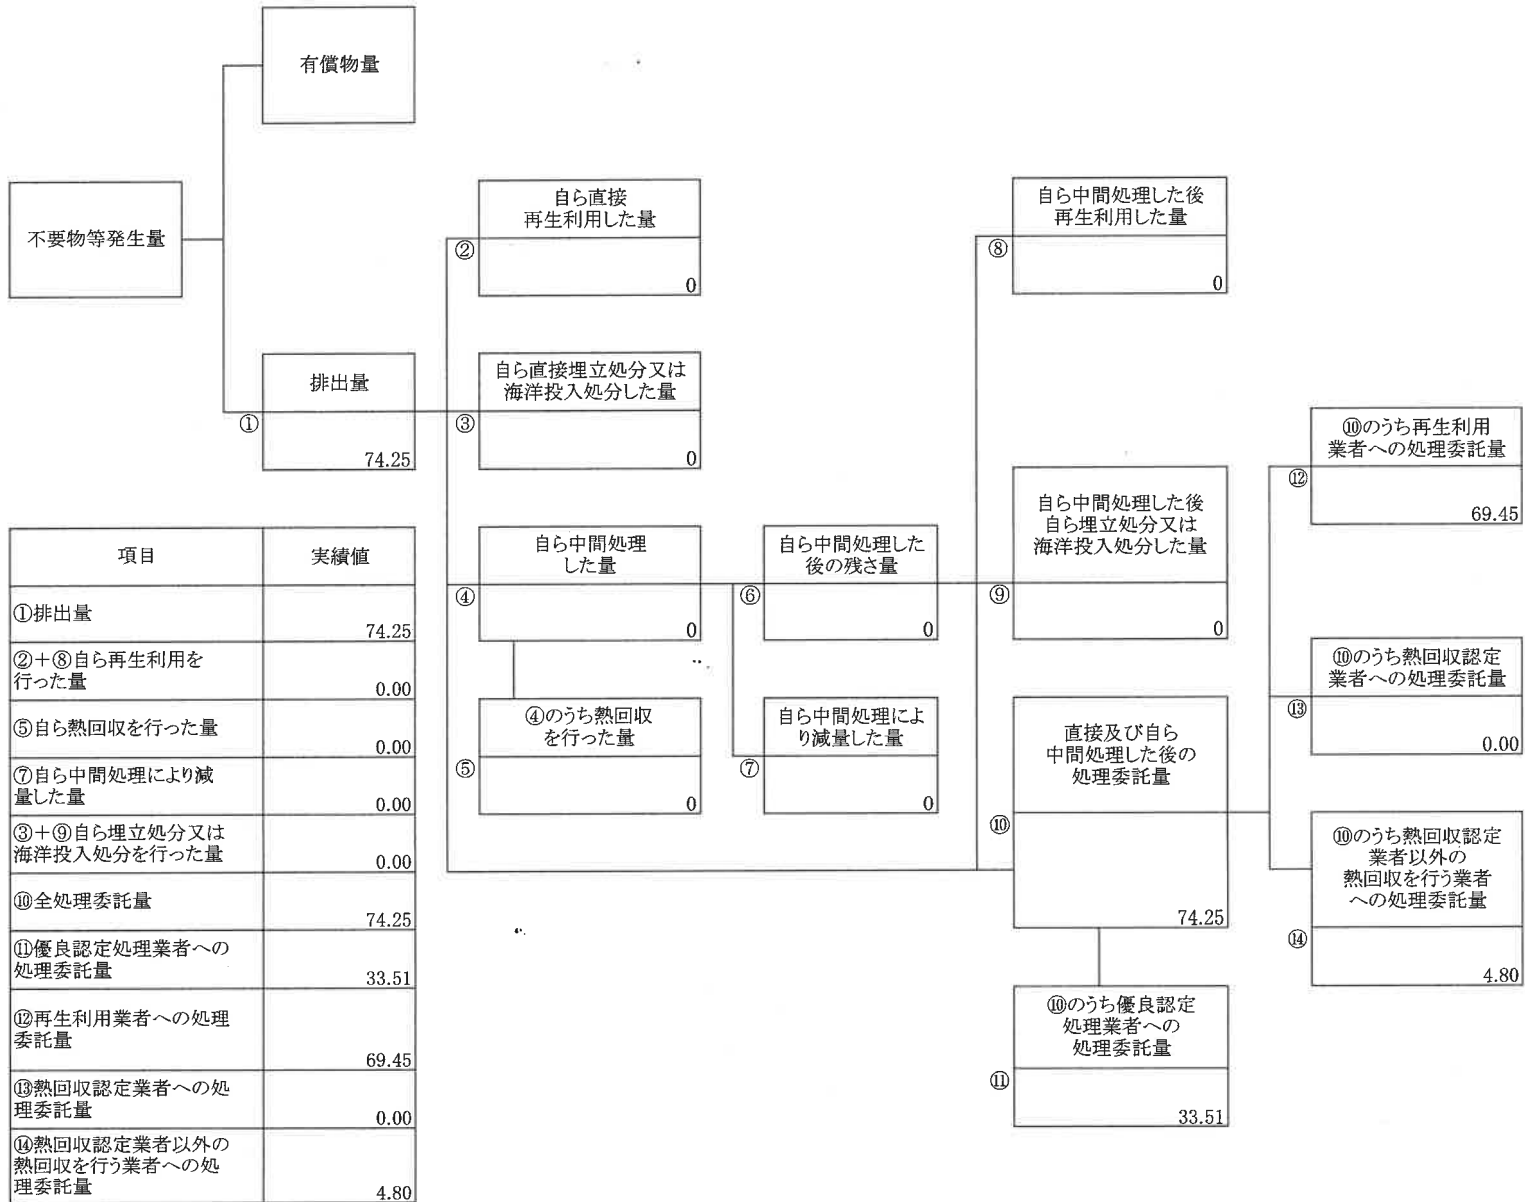 有償物量
不要物等発生量
排出量
①
74.25
自ら直接
再生利用した量
②
0
自ら直接埋立処分又は
海洋投入処分した量
③
0
自ら中間処理
した量
④
0
④のうち熱回収
を行った量
⑤
0
自ら中間処理した
後の残さ量
⑥
0
自ら中間処理によ
り減量した量
⑦
0
自ら中間処理した後
再生利用した量
⑧
0
自ら中間処理した後
自ら埋立処分又は
海洋投入処分した量
⑨
0
直接及び自ら
中間処理した後の
処理委託量
⑩
74.25
⑩のうち優良認定
処理業者への
処理委託量
⑪
33.51
⑩のうち再生利用
業者への処理委託量
⑫
69.45
⑩のうち熱回収認定
業者への処理委託量
⑬
0.00
⑩のうち熱回収認定
業者以外の
熱回収を行う業者
への処理委託量
⑭
4.80
項目 実績値
①排出量
74.25
②+⑧自ら再生利用を
行った量
0.00
⑤自ら熱回収を行った量
0.00
⑦自ら中間処理により減
量した量
0.00
③+⑨自ら埋立処分又は
海洋投入処分を行った量
0.00
⑩全処理委託量
74.25
⑪優良認定処理業者への
処理委託量
33.51
⑫再生利用業者への処理
委託量
69.45
⑬熱回収認定業者への処
理委託量
0.00
⑭熱回収認定業者以外の
熱回収を行う業者への処
理委託量
4.80